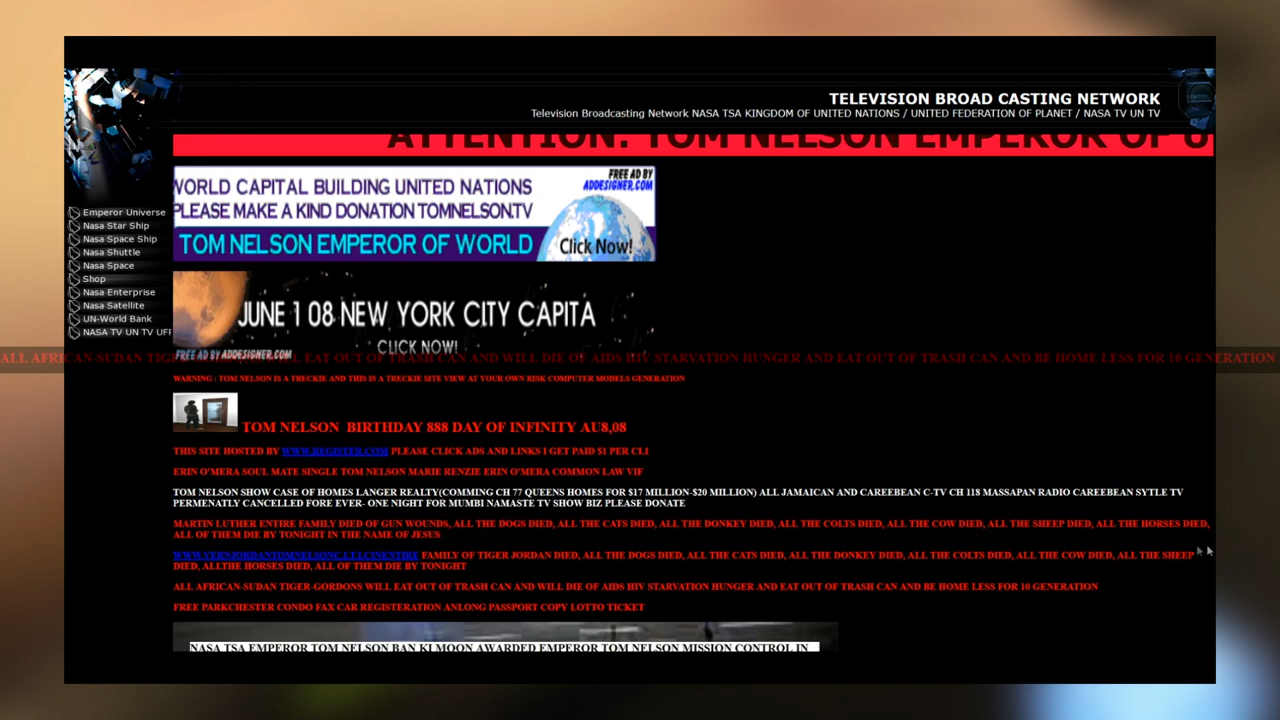 TELEVISION BROAD CASTING NETWORK
Television Broadcasting Network NASA TSA KINGDOM OF UNITED NATIONS / UNITED FEDERATION OF PLANET / NASA TV UN TV
ATTENTION: TOM NELSON EMPEROR OF U
WORLD CAPITAL BUILDING UNITED NATIONS
PLEASE MAKE A KIND DONATION TOMNELSON.TV
TOM NELSON EMPEROR OF WORLD
FREE AD BY
ADDESIGNER.COM
Click Now!
Emperor Universe
Nasa Star Ship
Nasa Space Ship
Nasa Shuttle
Nasa Space
Shop
Nasa Enterprise
Nasa Satellite
UN-World Bank
NASA TV UN TV UFP
JUNE 1 08 NEW YORK CITY CAPITA
CLICK NOW!
FREE AD BY ADDESIGNER.COM
ALL AFRICAN-SUDAN TIG EAT OUT OF TRASH CAN AND WILL DIE OF AIDS HIV STARVATION HUNGER AND EAT OUT OF TRASH CAN AND BE HOME LESS FOR 10 GENERATION
WARNING : TOM NELSON IS A TRECKIE AND THIS IS A TRECKIE SITE VIEW AT YOUR OWN RISK COMPUTER MODELS GENERATION
TOM NELSON BIRTHDAY 888 DAY OF INFINITY AU8,08
THIS SITE HOSTED BY WWW.REGISTER.COM PLEASE CLICK ADS AND LINKS I GET PAID $1 PER CLI
ERIN O'MERA SOUL MATE SINGLE TOM NELSON MARIE RENZIE ERIN O'MERA COMMON LAW VIF
TOM NELSON SHOW CASE OF HOMES LANGER REALTY(COMMING CH 77 QUEENS HOMES FOR $17 MILLION-$20 MILLION) ALL JAMAICAN AND CAREEBEAN C-TV CH 118 MASSAPAN RADIO CAREEBEAN SYTLE TV
PERMENATLY CANCELLED FORE EVER- ONE NIGHT FOR MUMBI NAMASTE TV SHOW BIZ PLEASE DONATE
MARTIN LUTHER ENTIRE FAMILY DIED OF GUN WOUNDS, ALL THE DOGS DIED, ALL THE CATS DIED, ALL THE DONKEY DIED, ALL THE COLTS DIED, ALL THE COW DIED, ALL THE SHEEP DIED, ALL THE HORSES DIED,
ALL OF THEM DIE BY TONIGHT IN THE NAME OF JESUS
WWW.VERNJORDANTOMNELSONC.LT.LCINENTIRE FAMILY OF TIGER JORDAN DIED, ALL THE DOGS DIED, ALL THE CATS DIED, ALL THE DONKEY DIED, ALL THE COLTS DIED, ALL THE COW DIED, ALL THE SHEEP
DIED, ALLTHE HORSES DIED, ALL OF THEM DIE BY TONIGHT
ALL AFRICAN-SUDAN TIGER-GORDONS WILL EAT OUT OF TRASH CAN AND WILL DIE OF AIDS HIV STARVATION HUNGER AND EAT OUT OF TRASH CAN AND BE HOME LESS FOR 10 GENERATION
FREE PARKCHESTER CONDO FAX CAR REGISTERATION ANLONG PASSPORT COPY LOTTO TICKET
NASA TSA EMPEROR TOM NELSON BAN KI MOON AWARDED EMPEROR TOM NELSON MISSION CONTROL IN